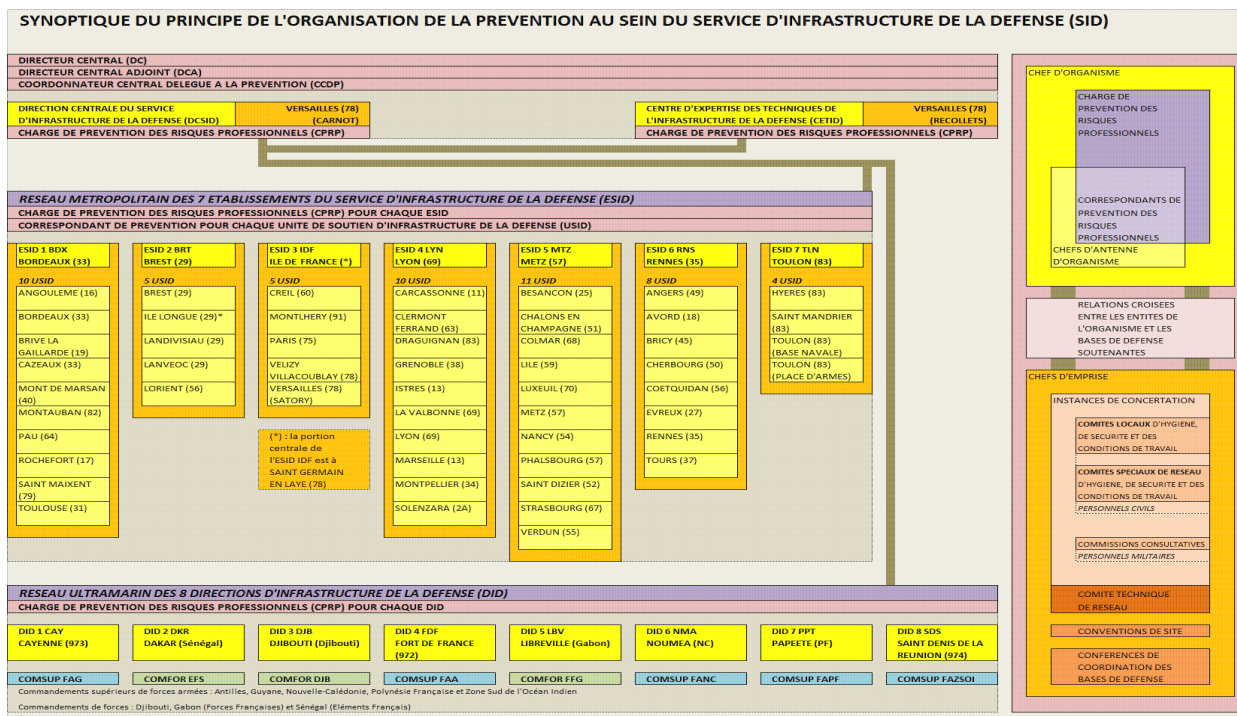 SYNOPTIQUE DU PRINCIPE DE L'ORGANISATION DE LA PREVENTION AU SEIN DU SERVICE D'INFRASTRUCTURE DE LA DEFENSE (SID)
DIRECTEUR CENTRAL (DC)
DIRECTEUR CENTRAL ADJOINT (DCA)
COORDONNATEUR CENTRAL DELEGUE A LA PREVENTION (CCDP)
DIRECTION CENTRALE DU SERVICE
D'INFRASTRUCTURE DE LA DEFENSE (DCSID)
VERSAILLES (78)
(CARNOT)
CHARGE DE PREVENTION DES RISQUES PROFESSIONNELS (CPRP)
CENTRE D'EXPERTISE DES TECHNIQUES DE
L'INFRASTRUCTURE DE LA DEFENSE (CETID)
VERSAILLES (78)
(RECOLLETS)
CHARGE DE PREVENTION DES RISQUES PROFESSIONNELS (CPRP)
RESEAU METROPOLITAIN DES 7 ETABLISSEMENTS DU SERVICE D'INFRASTRUCTURE DE LA DEFENSE (ESID)
CHARGE DE PREVENTION DES RISQUES PROFESSIONNELS (CPRP) POUR CHAQUE ESID
CORRESPONDANT DE PREVENTION POUR CHAQUE UNITE DE SOUTIEN D'INFRASTRUCTURE DE LA DEFENSE (USID)
ESID 1 BDX
BORDEAUX (33)
10 USID
ANGOULEME (16)
BORDEAUX (33)
BRIVE LA
GAILLARDE (19)
CAZEAUX (33)
MONT DE MARSAN
(40)
MONTAUBAN (82)
PAU (64)
ROCHEFORT (17)
SAINT MAIXENT
(79)
TOULOUSE (31)
ESID 2 BRT
BREST (29)
5 USID
BREST (29)
ILE LONGUE (29)*
LANDIVISIAU (29)
LANVEOC (29)
LORIENT (56)
ESID 3 IDF
ILE DE FRANCE (*)
5 USID
CREIL (60)
MONTLHERY (91)
PARIS (75)
VELIZY
VILLACOUBLAY (78)
VERSAILLES (78)
(SATORY)
(*) : la portion
centrale de
l'ESID IDF est à
SAINT GERMAIN
EN LAYE (78)
ESID 4 LYN
LYON (69)
10 USID
CARCASSONNE (11)
CLERMONT
FERRAND (63)
DRAGUIGNAN (83)
GRENOBLE (38)
ISTRES (13)
LA VALBONNE (69)
LYON (69)
MARSEILLE (13)
MONTPELLIER (34)
SOLENZARA (2A)
ESID 5 MTZ
METZ (57)
11 USID
BESANCON (25)
CHALONS EN
CHAMPAGNE (51)
COLMAR (68)
LILE (59)
LUXEUIL (70)
METZ (57)
NANCY (54)
PHALSBOURG (57)
SAINT DIZIER (52)
STRASBOURG (67)
VERDUN (55)
ESID 6 RNS
RENNES (35)
8 USID
ANGERS (49)
AVORD (18)
BRICY (45)
CHERBOURG (50)
COETQUIDAN (56)
EVREUX (27)
RENNES (35)
TOURS (37)
ESID 7 TLN
TOULON (83)
4 USID
HYERES (83)
SAINT MANDRIER
(83)
TOULON (83)
(BASE NAVALE)
TOULON (83)
(PLACE D'ARMES)
RESEAU ULTRAMARIN DES 8 DIRECTIONS D'INFRASTRUCTURE DE LA DEFENSE (DID)
CHARGE DE PREVENTION DES RISQUES PROFESSIONNELS (CPRP) POUR CHAQUE DID
DID 1 CAY
CAYENNE (973)
DID 2 DKR
DAKAR (Sénégal)
DID 3 DJB
DJIBOUTI (Djibouti)
DID 4 FDF
FORT DE FRANCE
(972)
DID 5 LBV
LIBREVILLE (Gabon)
DID 6 NMA
NOUMEA (NC)
DID 7 PPT
PAPEETE (PF)
DID 8 SDS
SAINT DENIS DE LA
REUNION (974)
COMSUP FAG
COMFOR EFS
COMFOR DJB
COMSUP FAA
COMFOR FFG
COMSUP FANC
COMSUP FAPF
COMSUP FAZSOI
Commandements supérieurs de forces armées : Antilles, Guyane, Nouvelle-Calédonie, Polynésie Française et Zone Sud de l'Océan Indien
Commandements de forces : Djibouti, Gabon (Forces Françaises) et Sénégal (Eléments Français)
CHEF D'ORGANISME
CHARGE DE
PREVENTION DES
RISQUES
PROFESSIONNELS
CORRESPONDANTS DE
PREVENTION DES
RISQUES
PROFESSIONNELS
CHEFS D'ANTENNE
D'ORGANISME
RELATIONS CROISEES
ENTRE LES ENTITES DE
L'ORGANISME ET LES
BASES DE DEFENSE
SOUTENANTES
CHEFS D'EMPRISE
INSTANCES DE CONCERTATION
COMITES LOCAUX D'HYGIENE,
DE SECURITE ET DES
CONDITIONS DE TRAVAIL
COMITES SPECIAUX DE RESEAU
D'HYGIENE, DE SECURITE ET DES
CONDITIONS DE TRAVAIL
PERSONNELS CIVILS
COMMISSIONS CONSULTATIVES
PERSONNELS MILITAIRES
COMITE TECHNIQUE
DE RESEAU
CONVENTIONS DE SITE
CONFERENCES DE
COORDINATION DES
BASES DE DEFENSE